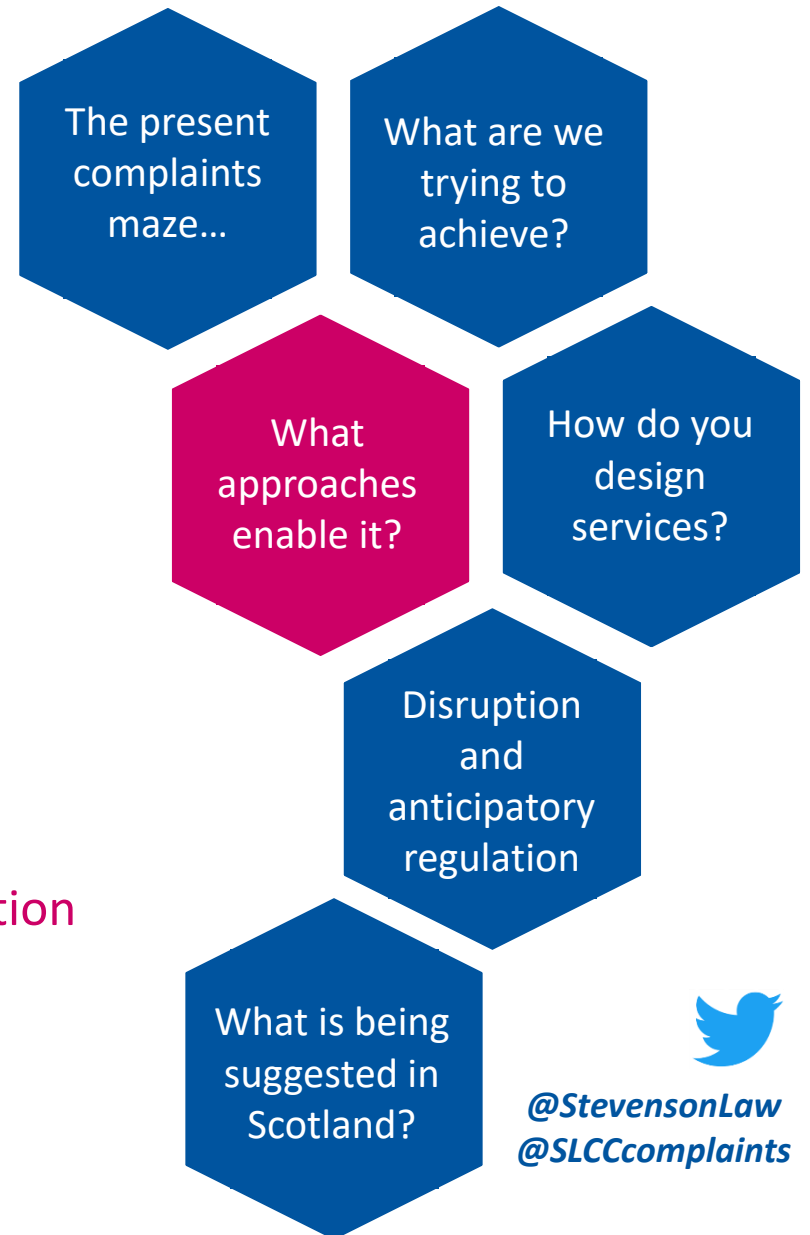 The present
complaints
maze…
What are we
trying to
achieve?
What
approaches
enable it?
How do you
design
services?
Disruption
and
anticipatory
regulation
tion
What is being
suggested in
Scotland?
@StevensonLaw
@SLCCcomplaints